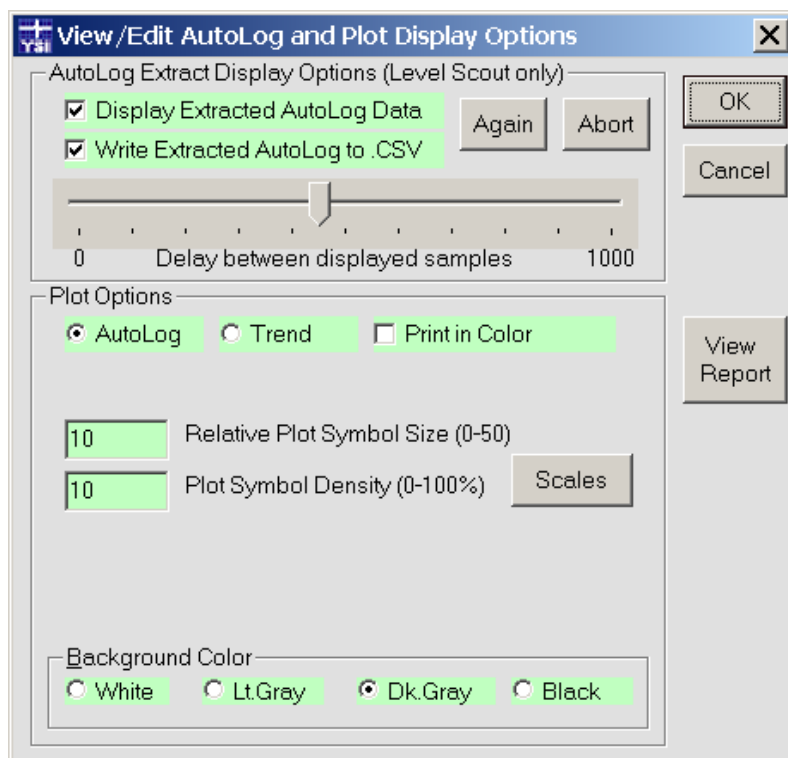 YSI View/Edit AutoLog and Plot Display Options
AutoLog Extract Display Options (Level Scout only)
Display Extracted AutoLog Data
Write Extracted AutoLog to .CSV
Again
Abort
OK
Cancel
0 Delay between displayed samples 1000
Plot Options
AutoLog Trend Print in Color
View
Report
10 Relative Plot Symbol Size (0-50)
10 Plot Symbol Density (0-100%)
Scales
Background Color
White Lt.Gray Dk.Gray Black